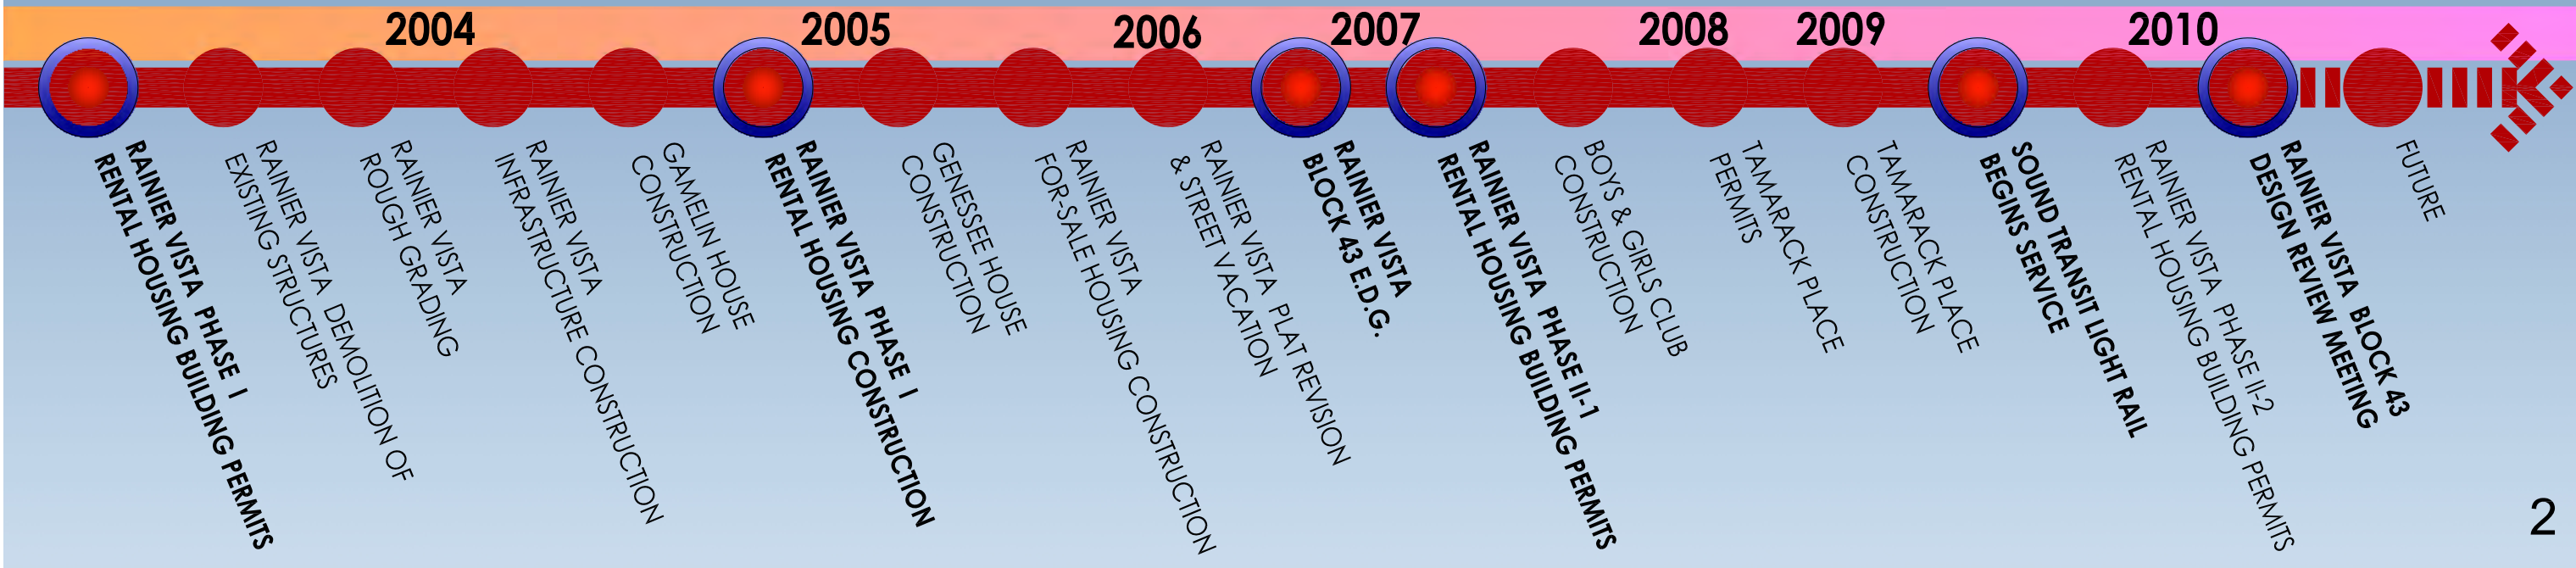 2004
2005
2006
2007
2008
2009
2010
RAINIER VISTA PHASE I
RENTAL HOUSING BUILDING PERMITS
RAINIER VISTA DEMOLITION OF
EXISTING STRUCTURES
RAINIER VISTA
ROUGH GRADING
RAINIER VISTA
INFRASTRUCTURE CONSTRUCTION
GAMELIN HOUSE
CONSTRUCTION
RAINIER VISTA PHASE I
RENTAL HOUSING CONSTRUCTION
GENESSEE HOUSE
CONSTRUCTION
RAINIER VISTA
FOR-SALE HOUSING CONSTRUCTION
RAINIER VISTA PLAT REVISION
& STREET VACATION
RAINIER VISTA
BLOCK 43 E.D.G.
RAINIER VISTA PHASE II-1
RENTAL HOUSING BUILDING PERMITS
BOYS & GIRLS CLUB
CONSTRUCTION
TAMARACK PLACE
PERMITS
TAMARACK PLACE
CONSTRUCTION
SOUND TRANSIT LIGHT RAIL
BEGINS SERVICE
RAINIER VISTA PHASE II-2
RENTAL HOUSING BUILDING PERMITS
RAINIER VISTA BLOCK 43
DESIGN REVIEW MEETING
FUTURE
2